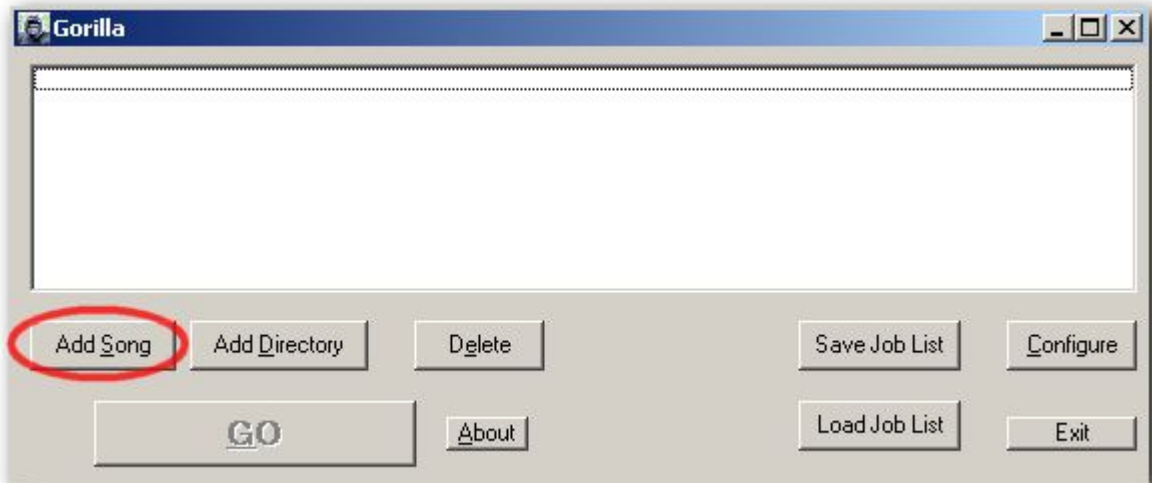 Gorilla
Add Song Add Directory Delete Save Job List Configure
GO About Load Job List Exit